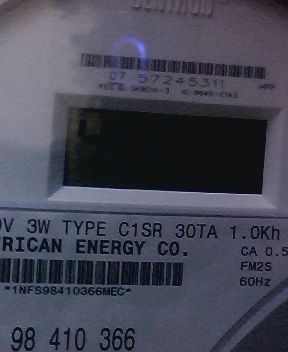 CENTRON
07 57245311
0V 3W TYPE C1SR 30TA 1.0Kh
RICAN ENERGY CO.
CA 0.5
FM2S
60Hz
*1NFS98410366MEC*
98 410 366